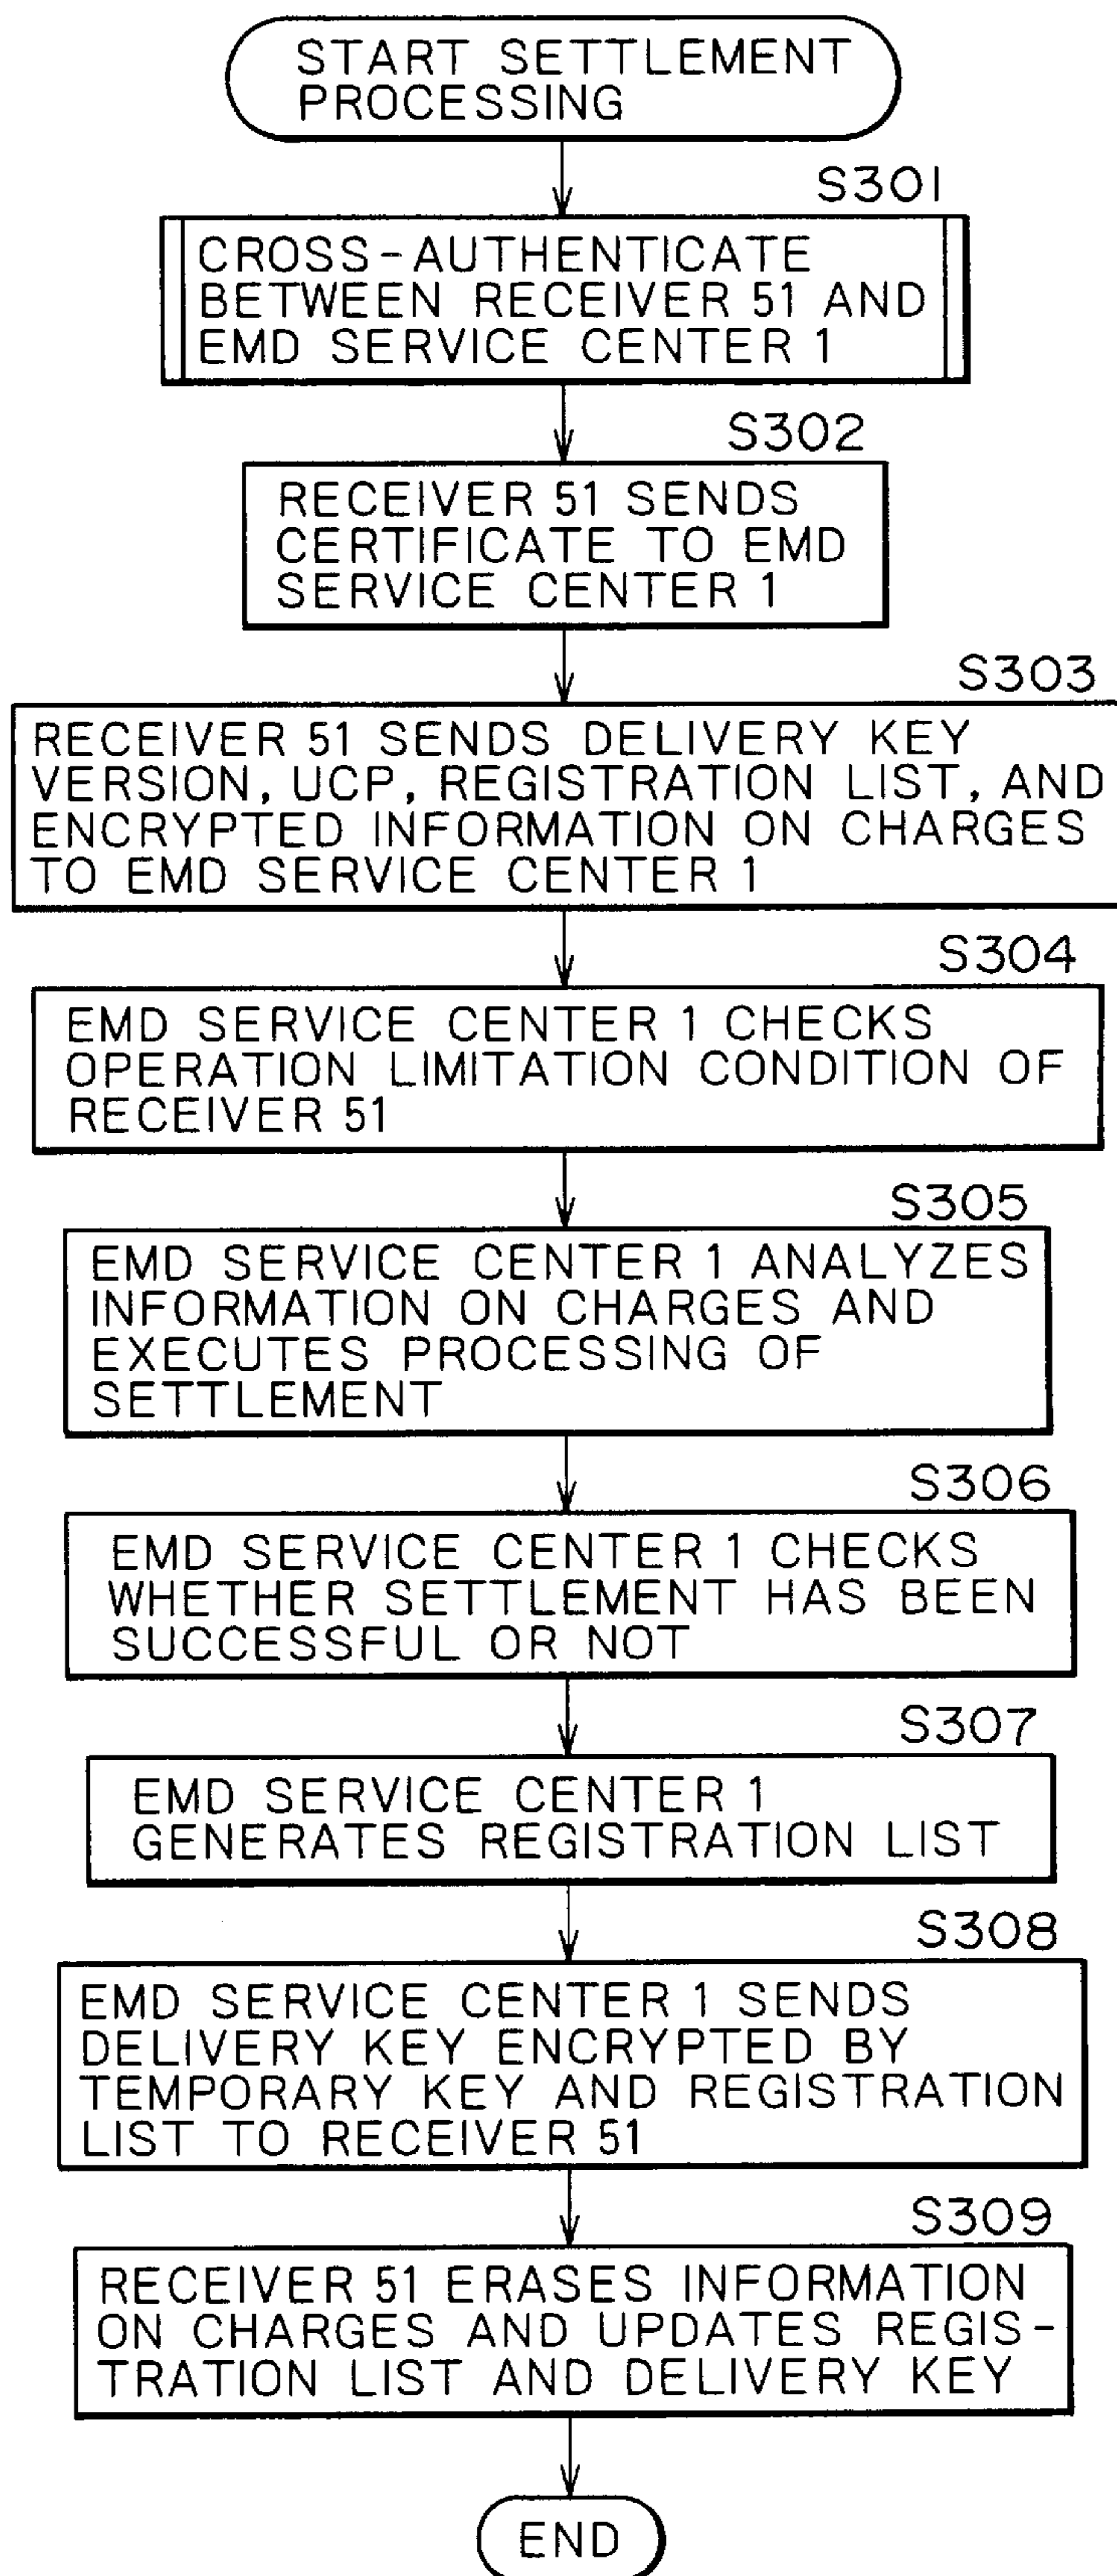 START SETTLEMENT
PROCESSING
S301
CROSS-AUTHENTICATE
BETWEEN RECEIVER 51 AND
EMD SERVICE CENTER 1
S302
RECEIVER 51 SENDS
CERTIFICATE TO EMD
SERVICE CENTER 1
S303
RECEIVER 51 SENDS DELIVERY KEY
VERSION, UCP, REGISTRATION LIST, AND
ENCRYPTED INFORMATION ON CHARGES
TO EMD SERVICE CENTER 1
S304
EMD SERVICE CENTER 1 CHECKS
OPERATION LIMITATION CONDITION OF
RECEIVER 51
S305
EMD SERVICE CENTER 1 ANALYZES
INFORMATION ON CHARGES AND
EXECUTES PROCESSING OF
SETTLEMENT
S306
EMD SERVICE CENTER 1 CHECKS
WHETHER SETTLEMENT HAS BEEN
SUCCESSFUL OR NOT
S307
EMD SERVICE CENTER 1
GENERATES REGISTRATION LIST
S308
EMD SERVICE CENTER 1 SENDS
DELIVERY KEY ENCRYPTED BY
TEMPORARY KEY AND REGISTRATION
LIST TO RECEIVER 51
S309
RECEIVER 51 ERASES INFORMATION
ON CHARGES AND UPDATES REGIS-
TRATION LIST AND DELIVERY KEY
END